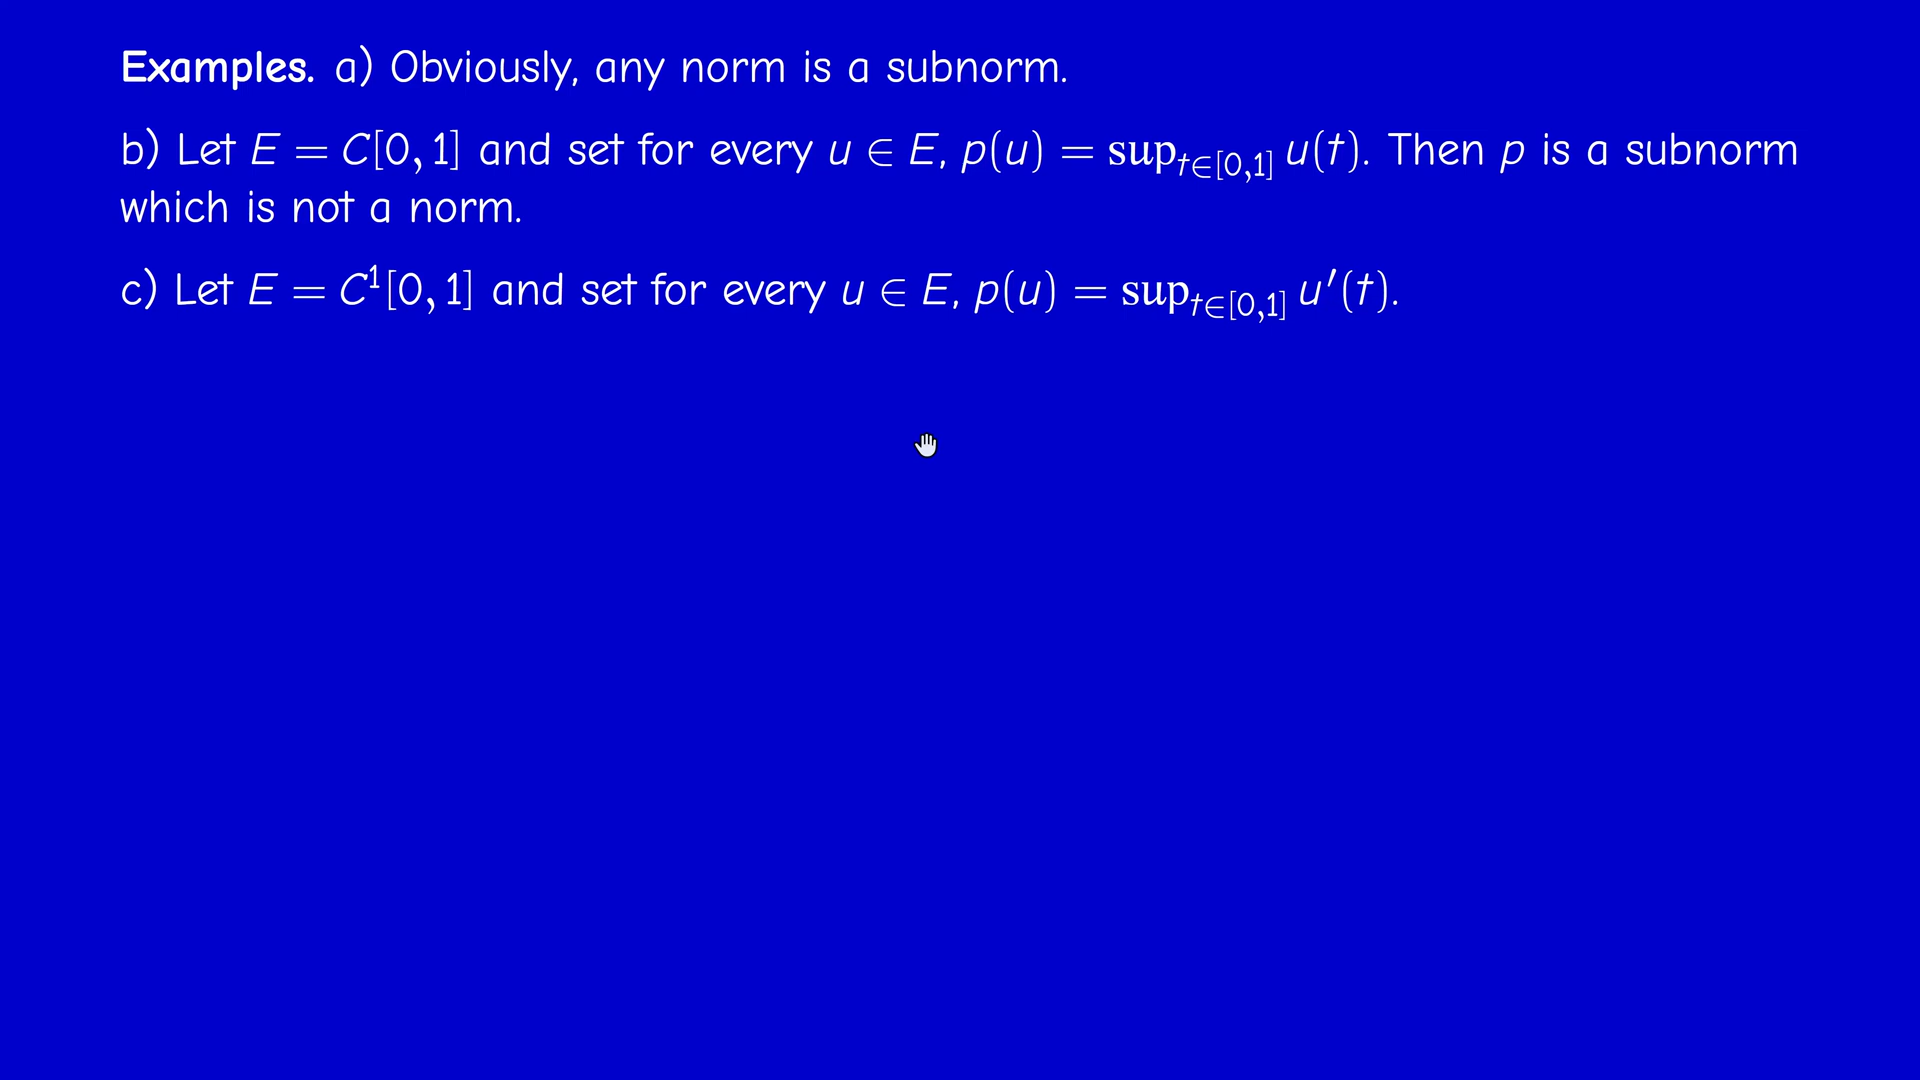 Examples. a) Obviously, any norm is a subnorm.
b) Let E = C[0, 1] and set for every u ∈ E, p(u) = sup_{t∈[0,1]} u(t). Then p is a subnorm
which is not a norm.
c) Let E = C¹[0, 1] and set for every u ∈ E, p(u) = sup_{t∈[0,1]} u′(t).